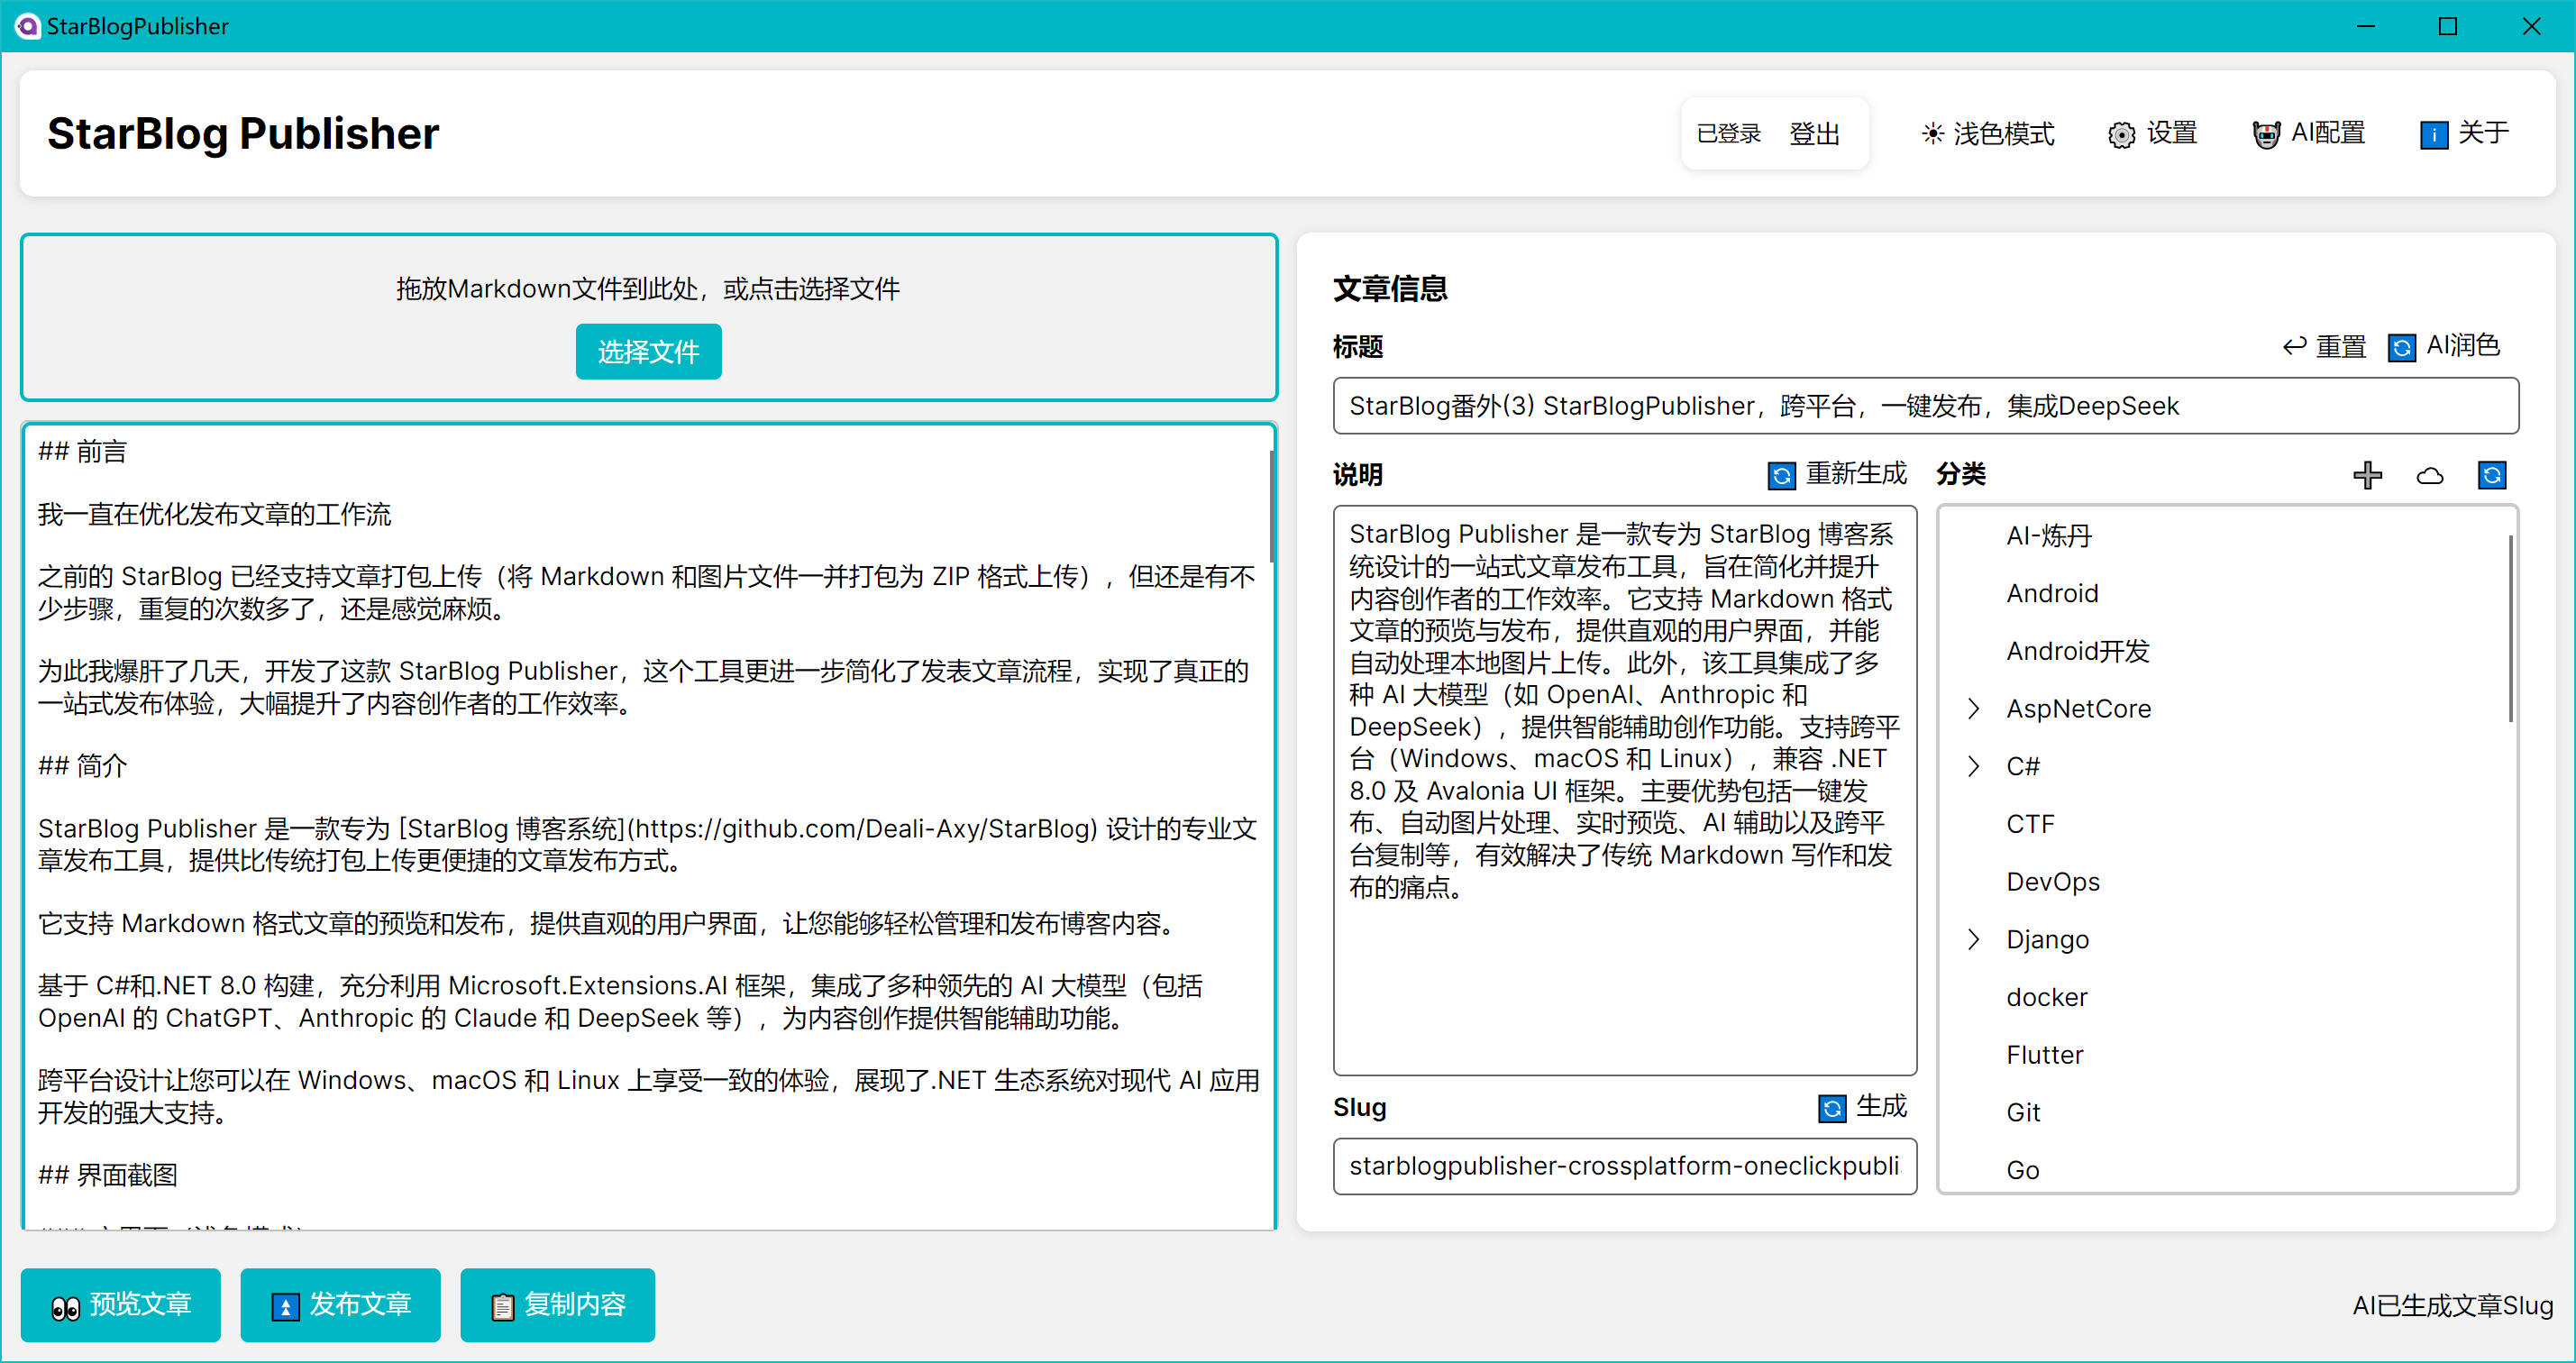 StarBlogPublisher
StarBlog Publisher
已登录 登出 浅色模式 设置 AI配置 关于
拖放Markdown文件到此处，或点击选择文件
选择文件
## 前言
我一直在优化发布文章的工作流
之前的 StarBlog 已经支持文章打包上传（将 Markdown 和图片文件一并打包为 ZIP 格式上传），但还是有不
少步骤，重复的次数多了，还是感觉麻烦。
为此我爆肝了几天，开发了这款 StarBlog Publisher，这个工具更进一步简化了发表文章流程，实现了真正的
一站式发布体验，大幅提升了内容创作者的工作效率。
## 简介
StarBlog Publisher 是一款专为 [StarBlog 博客系统](https://github.com/Deali-Axy/StarBlog) 设计的专业文
章发布工具，提供比传统打包上传更便捷的文章发布方式。
它支持 Markdown 格式文章的预览和发布，提供直观的用户界面，让您能够轻松管理和发布博客内容。
基于 C#和.NET 8.0 构建，充分利用 Microsoft.Extensions.AI 框架，集成了多种领先的 AI 大模型（包括
OpenAI 的 ChatGPT、Anthropic 的 Claude 和 DeepSeek 等），为内容创作提供智能辅助功能。
跨平台设计让您可以在 Windows、macOS 和 Linux 上享受一致的体验，展现了.NET 生态系统对现代 AI 应用
开发的强大支持。
## 界面截图
文章信息
标题
重置 AI润色
StarBlog番外(3) StarBlogPublisher，跨平台，一键发布，集成DeepSeek
说明
重新生成
StarBlog Publisher 是一款专为 StarBlog 博客系
统设计的一站式文章发布工具，旨在简化并提升
内容创作者的工作效率。它支持 Markdown 格式
文章的预览与发布，提供直观的用户界面，并能
自动处理本地图片上传。此外，该工具集成了多
种 AI 大模型（如 OpenAI、Anthropic 和
DeepSeek），提供智能辅助创作功能。支持跨平
台（Windows、macOS 和 Linux），兼容 .NET
8.0 及 Avalonia UI 框架。主要优势包括一键发
布、自动图片处理、实时预览、AI 辅助以及跨平
台复制等，有效解决了传统 Markdown 写作和发
布的痛点。
Slug
生成
starblogpublisher-crossplatform-oneclickpubli
分类
AI-炼丹
Android
Android开发
AspNetCore
C#
CTF
DevOps
Django
docker
Flutter
Git
Go
预览文章
发布文章
复制内容
AI已生成文章Slug